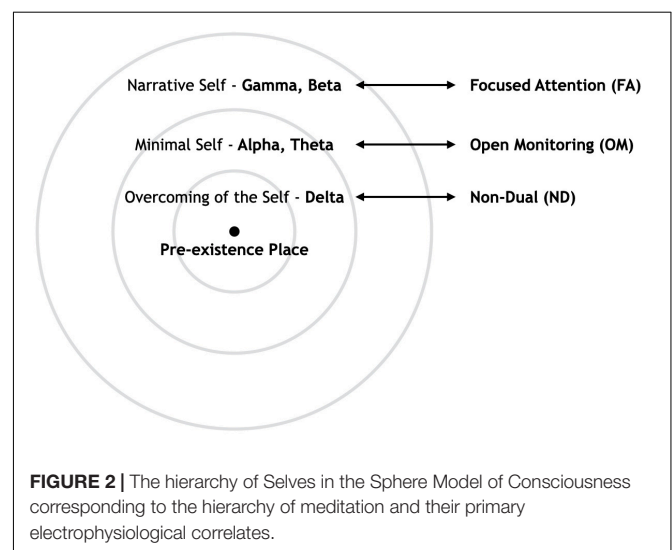 Narrative Self - Gamma, Beta Focused Attention (FA)
Minimal Self - Alpha, Theta Open Monitoring (OM)
Overcoming of the Self - Delta Non-Dual (ND)
Pre-existence Place
FIGURE 2 | The hierarchy of Selves in the Sphere Model of Consciousness
corresponding to the hierarchy of meditation and their primary
electrophysiological correlates.